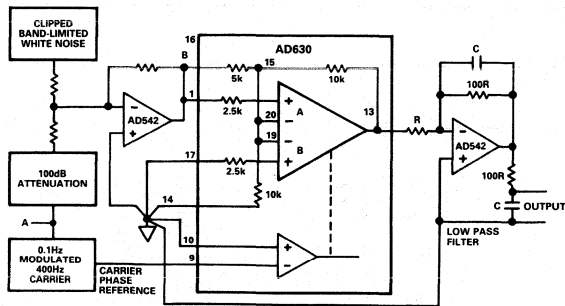 CLIPPED
BAND-LIMITED
WHITE NOISE
16
AD630
B
5k
15
10k
C
100R
AD542
1
2.5k
+
A
20
−
19
−
B
+
13
R
−
+
AD542
−
+
17
2.5k
14
10k
100dB
ATTENUATION
A
0.1Hz
MODULATED
400Hz
CARRIER
CARRIER
PHASE
REFERENCE
10
9
+
−
LOW PASS
FILTER
100R
C
OUTPUT